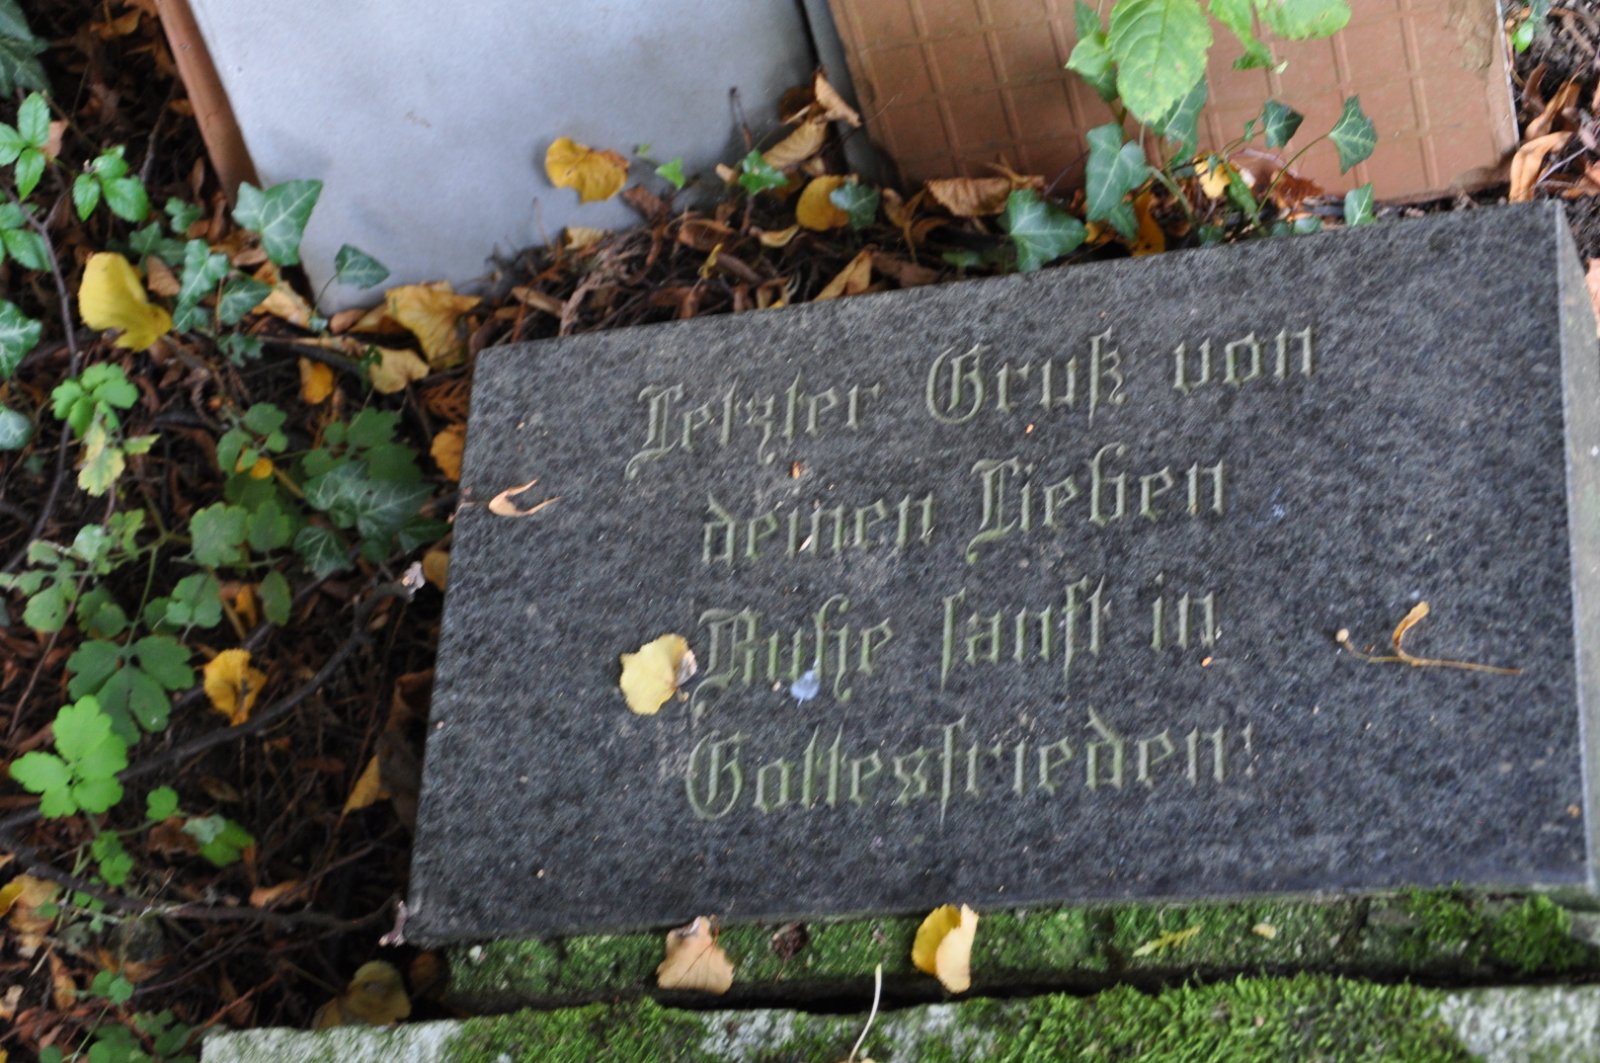 Letzter Gruß von
deinen Lieben
Ruhe sanft in
Gottesfrieden!